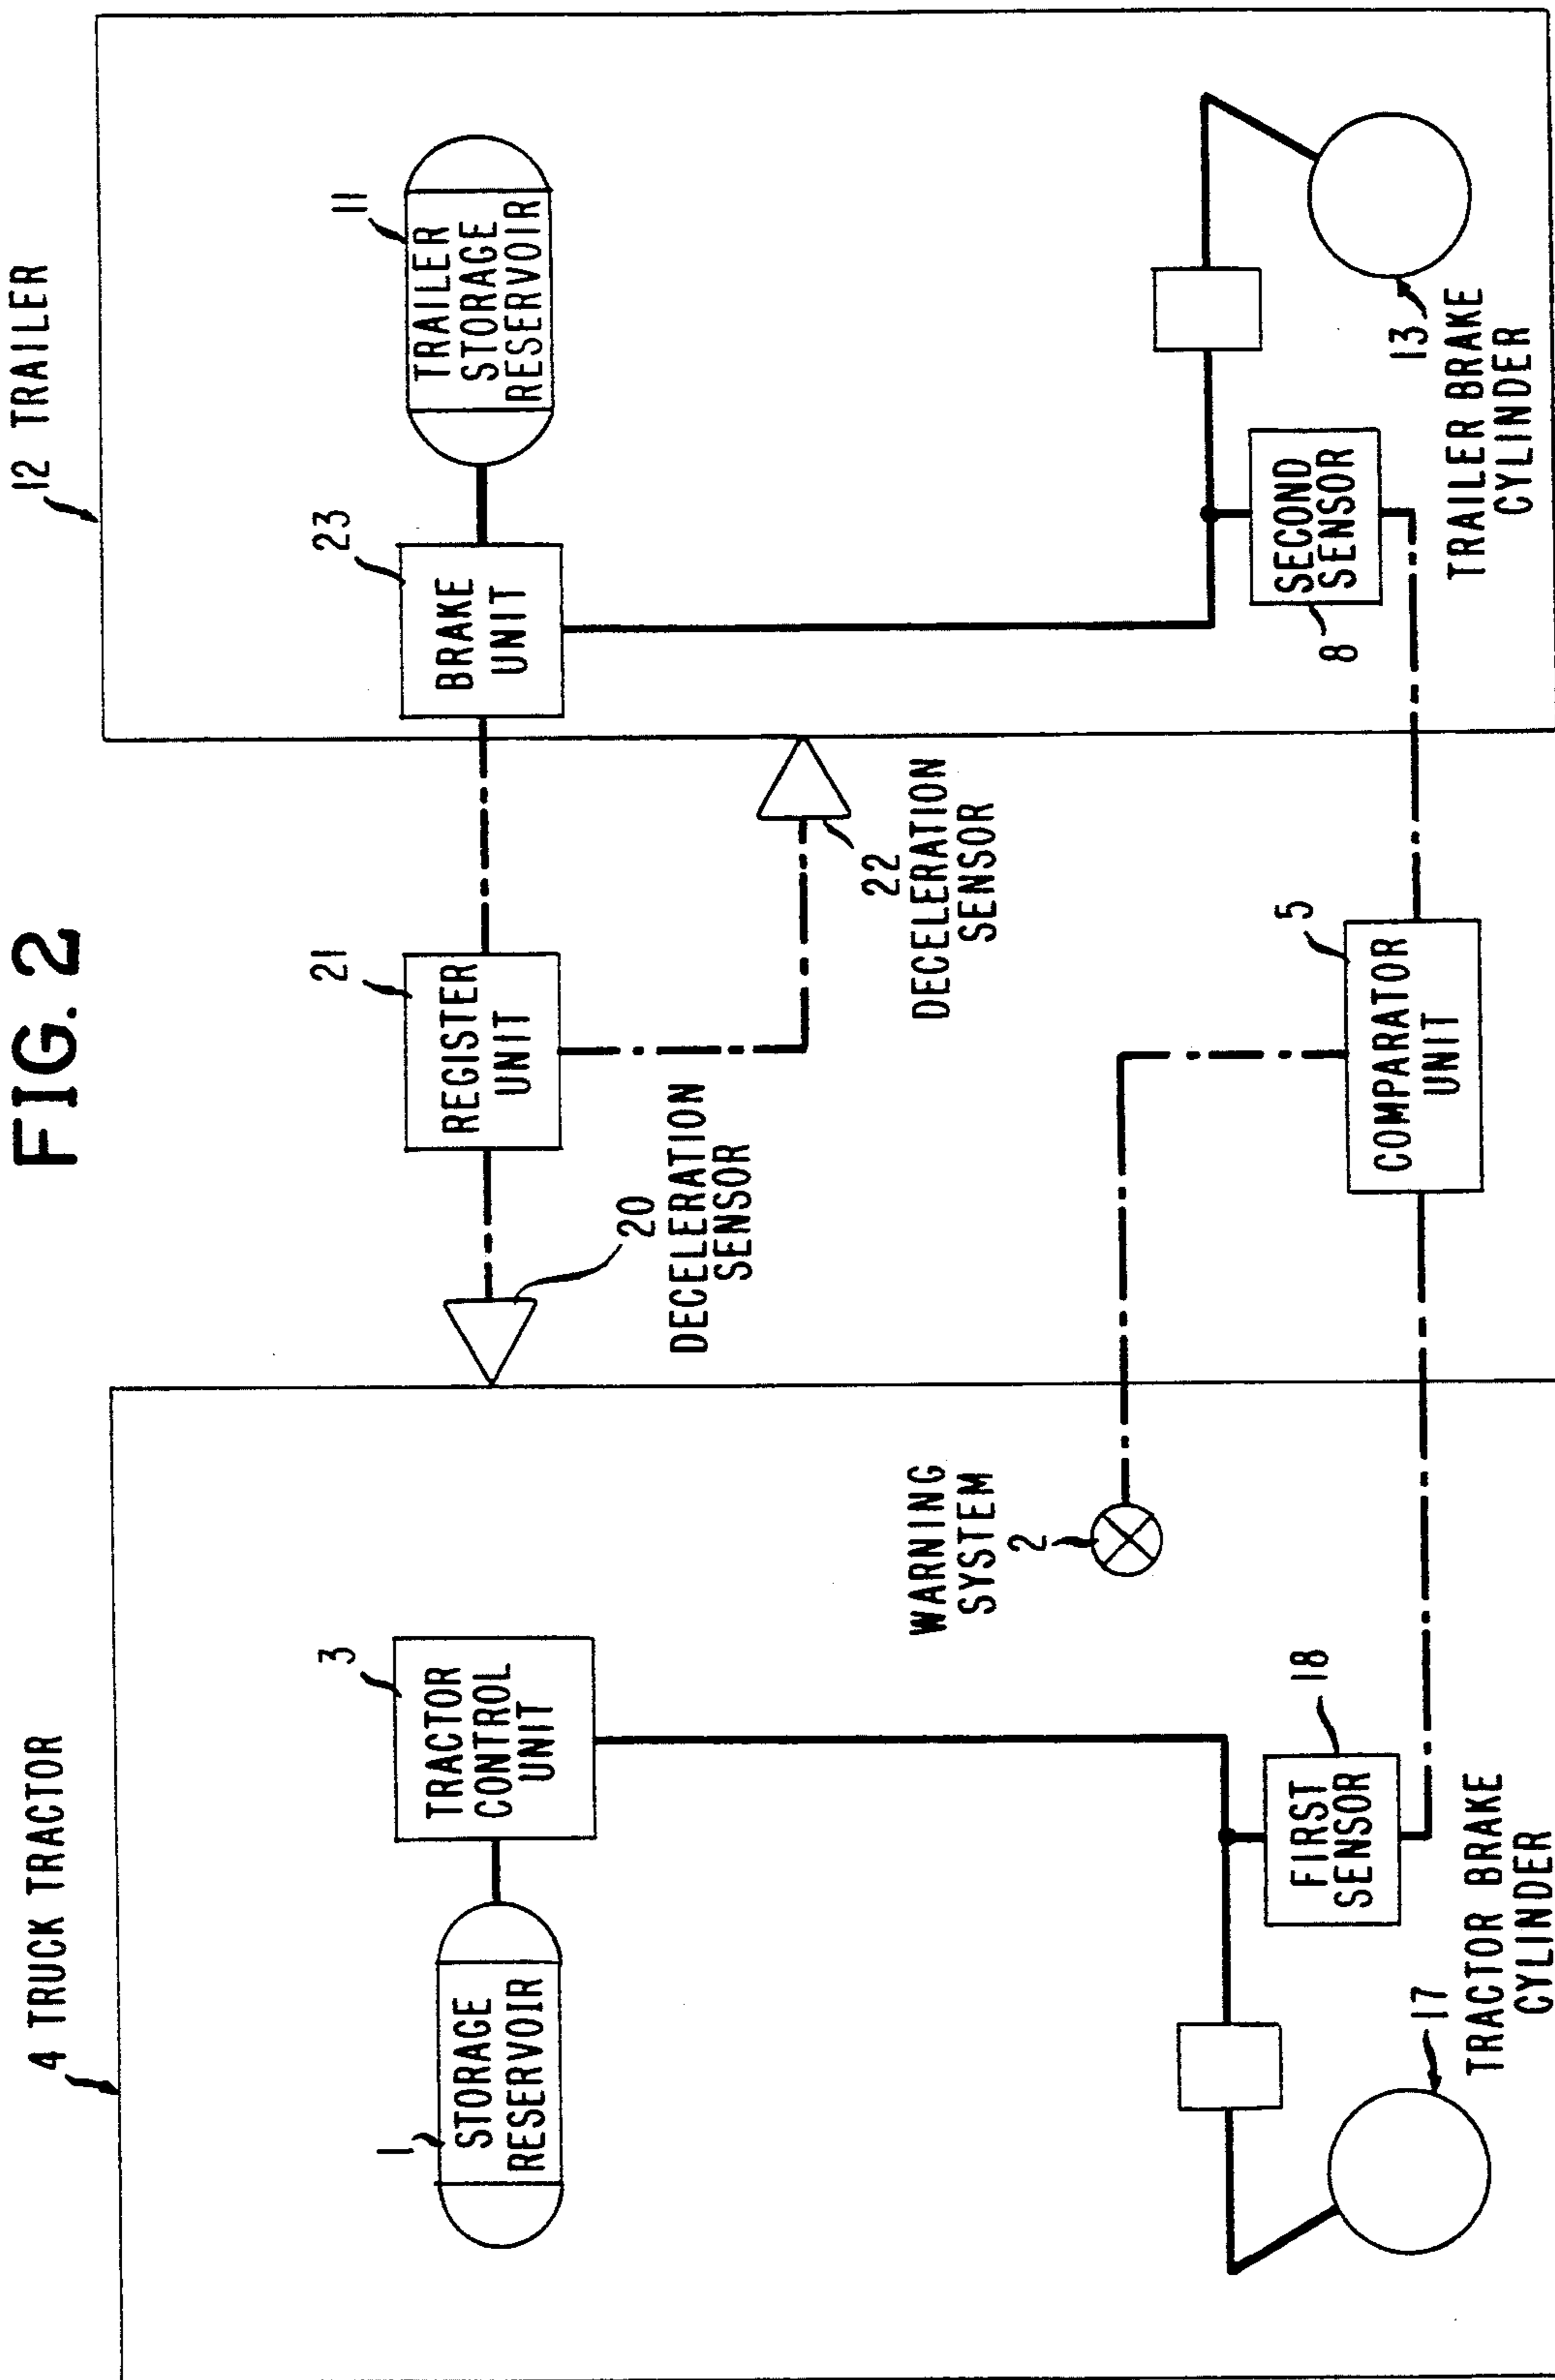 FIG. 2
4 TRUCK TRACTOR
12 TRAILER
1
STORAGE
RESERVOIR
3
TRACTOR
CONTROL
UNIT
21
REGISTER
UNIT
23
BRAKE
UNIT
11
TRAILER
STORAGE
RESERVOIR
20
DECELERATION
SENSOR
22
DECELERATION
SENSOR
WARNING
SYSTEM
2
18
FIRST
SENSOR
17
TRACTOR BRAKE
CYLINDER
5
COMPARATOR
UNIT
8
SECOND
SENSOR
13
TRAILER BRAKE
CYLINDER